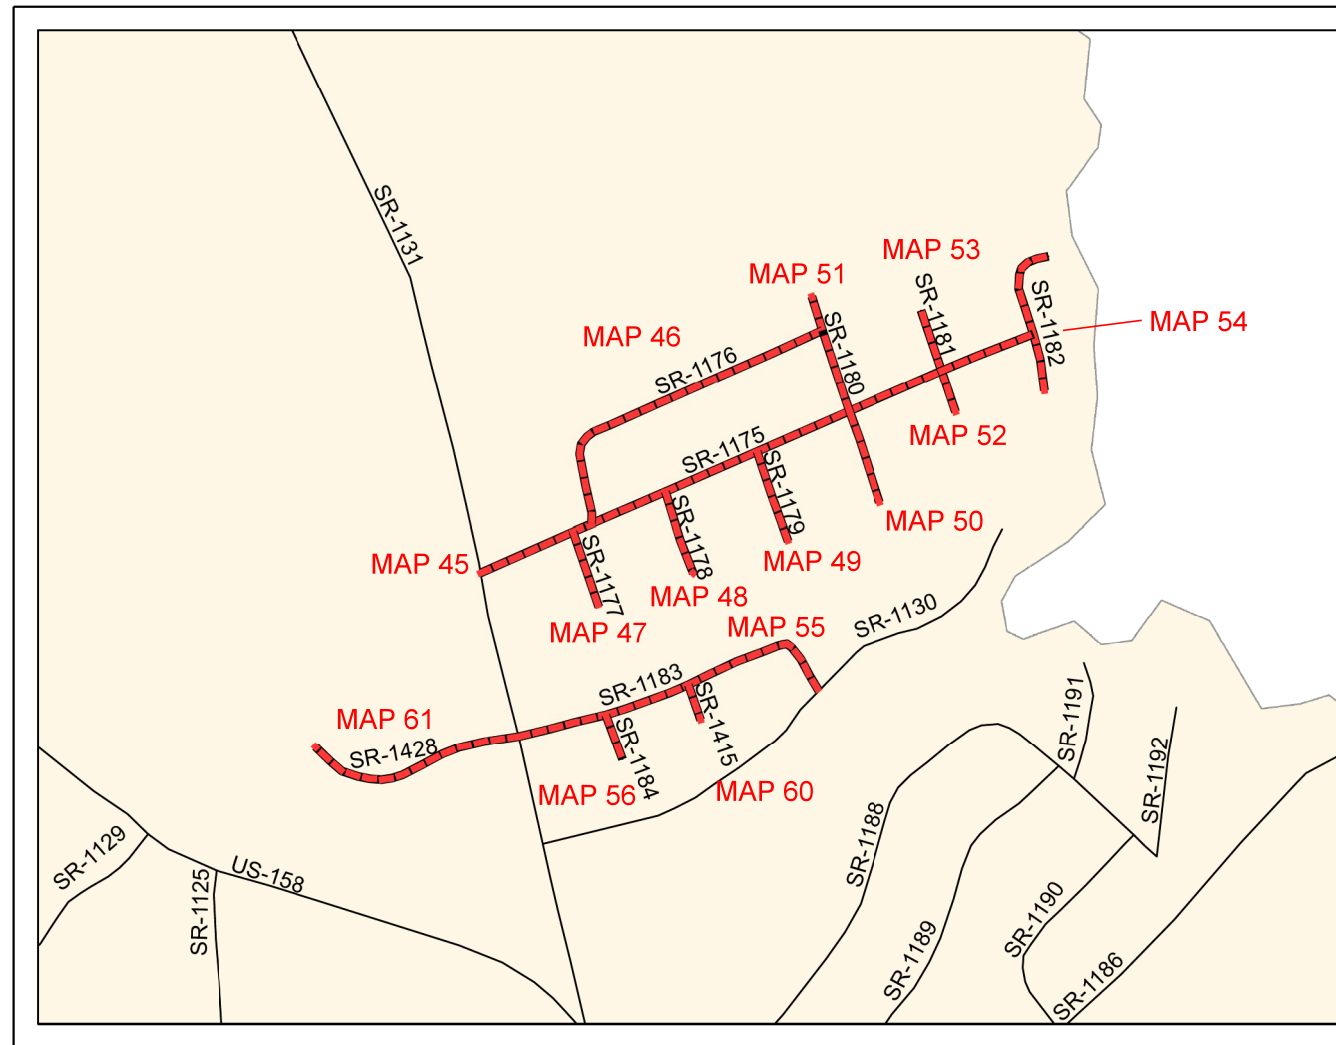 SR-1131
MAP 53
MAP 51
SR-1181
SR-1182
MAP 54
MAP 46
SR-1180
SR-1176
MAP 52
SR-1175
SR-1179
MAP 50
SR-1178
MAP 45
SR-1177
MAP 49
MAP 48
MAP 47
MAP 55
SR-1130
SR-1183
SR-1191
MAP 61
SR-1415
SR-1428
SR-1184
SR-1192
MAP 56
MAP 60
SR-1188
SR-1129
US-158
SR-1125
SR-1190
SR-1189
SR-1186